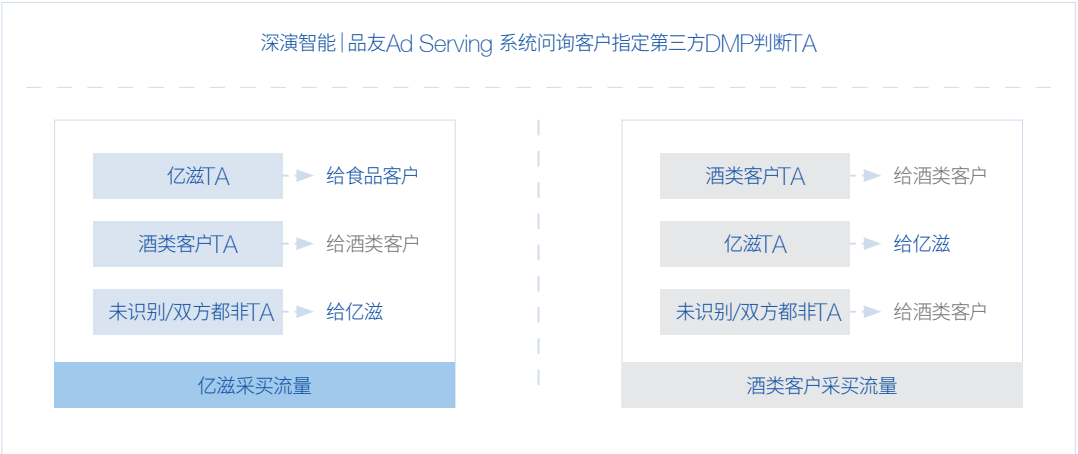 深演智能|品友Ad Serving 系统问询客户指定第三方DMP判断TA
亿滋TA
给食品客户
酒类客户TA
给酒类客户
未识别/双方都非TA
给亿滋
亿滋采买流量
酒类客户TA
给酒类客户
亿滋TA
给亿滋
未识别/双方都非TA
给酒类客户
酒类客户采买流量